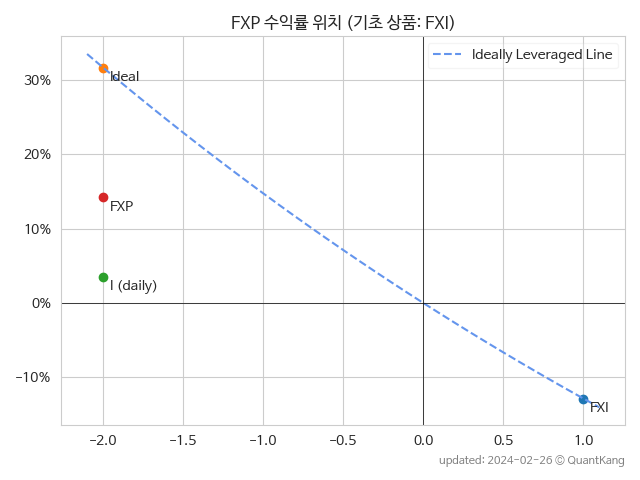 FXP 수익률 위치 (기초 상품: FXI)
Ideally Leveraged Line
30%
20%
10%
0%
−10%
Ideal
FXP
I (daily)
FXI
−2.0 −1.5 −1.0 −0.5 0.0 0.5 1.0
updated: 2024-02-26 © QuantKang